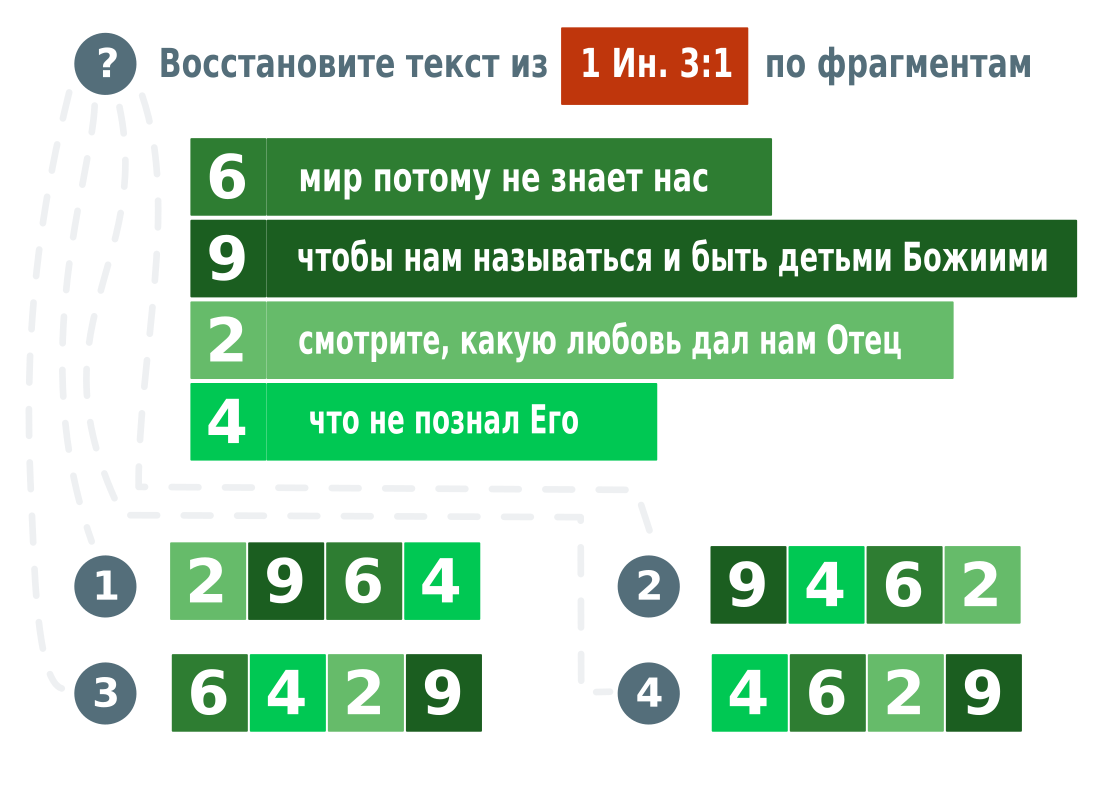 ? Восстановите текст из 1 Ин. 3:1 по фрагментам
6 мир потому не знает нас
9 чтобы нам называться и быть детьми Божиими
2 смотрите, какую любовь дал нам Отец
4 что не познал Его
1 2 9 6 4
2 9 4 6 2
3 6 4 2 9
4 4 6 2 9